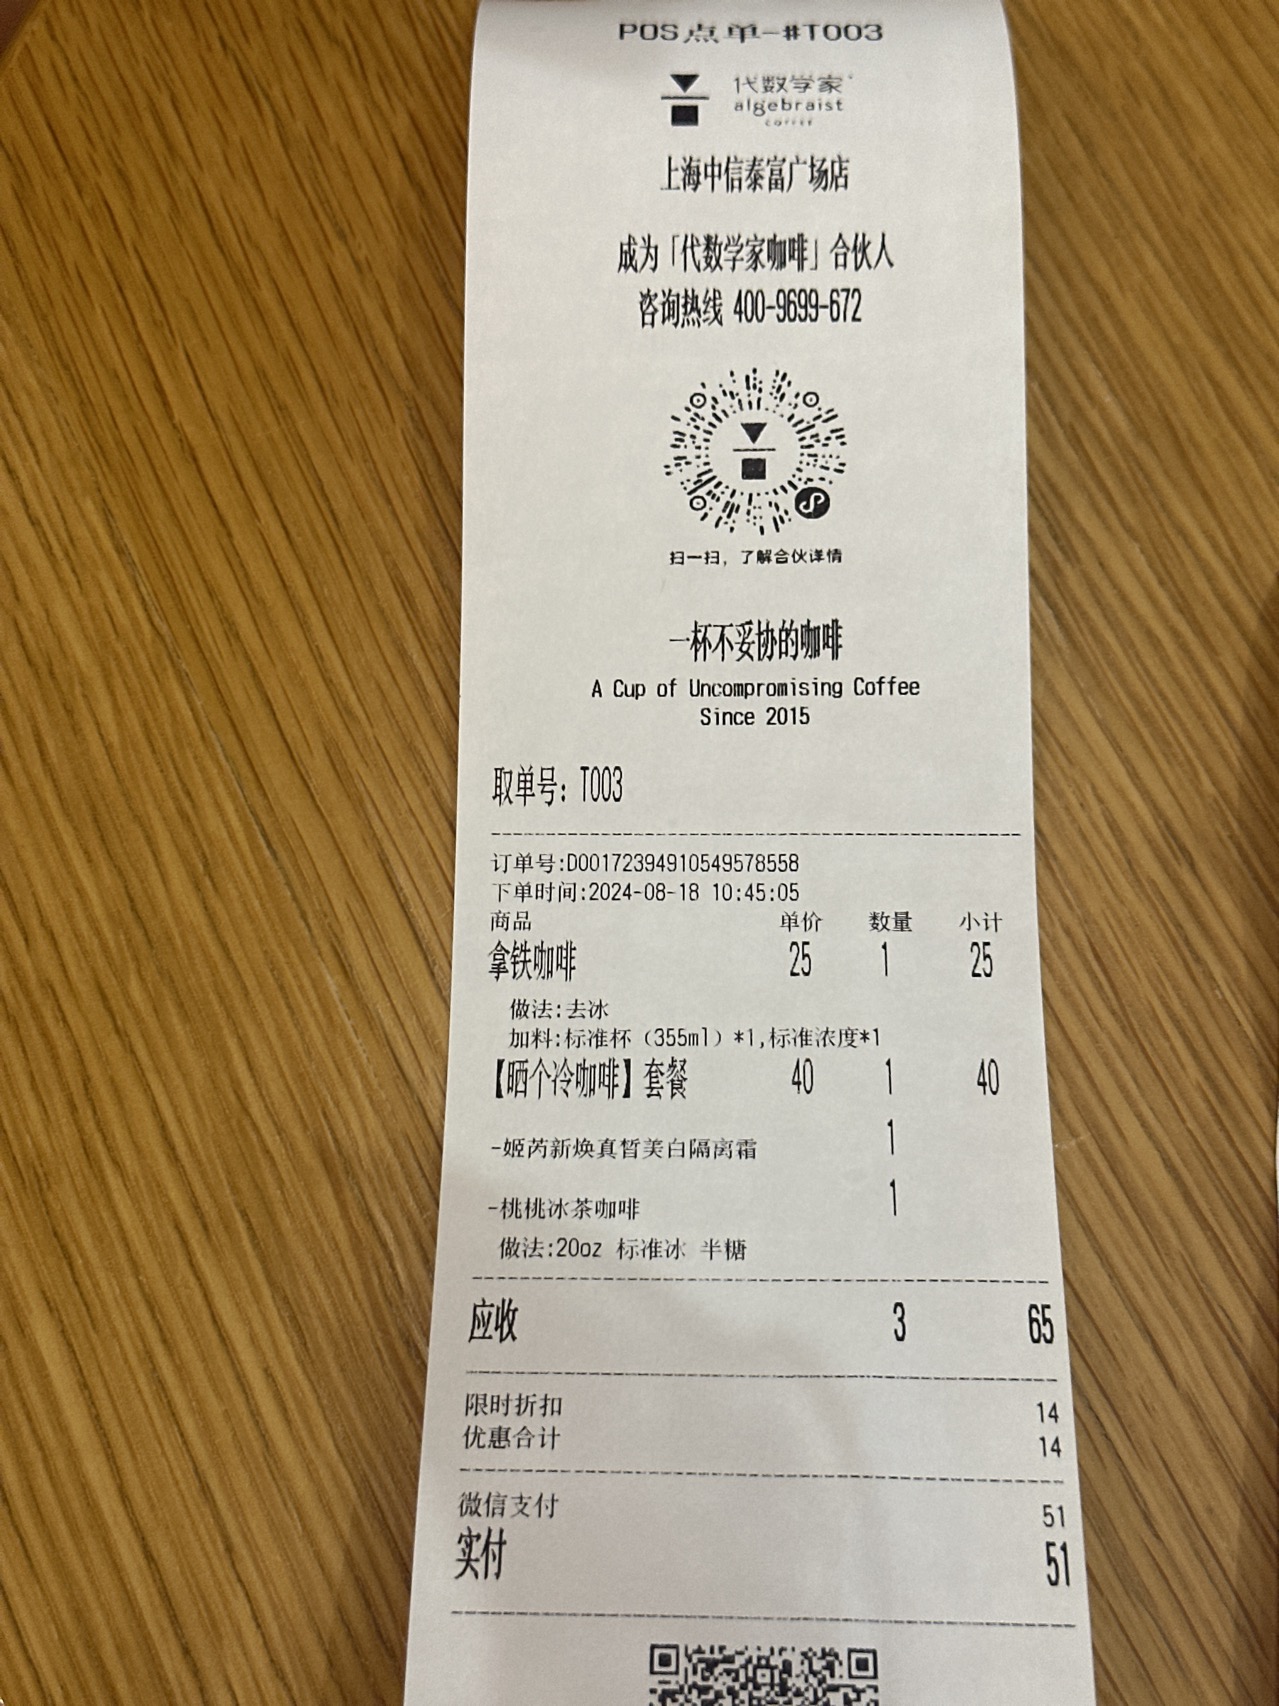 POS点单-#T003
代数学家
algebraist
coffee
上海中信泰富广场店
成为「代数学家咖啡」合伙人
咨询热线 400-9699-672
扫一扫，了解合伙详情
一杯不妥协的咖啡
A Cup of Uncompromising Coffee
Since 2015
取单号: T003
订单号:D001723949105495785​58
下单时间:2024-08-18 10:45:05
商品 单价 数量 小计
拿铁咖啡 25 1 25
做法:去冰
加料:标准杯（355ml）*1,标准浓度*1
【晒个冷咖啡】套餐 40 1 40
-姬芮新焕真皙美白隔离霜 1
-桃桃冰茶咖啡 1
做法:20oz 标准冰 半糖
应收 3 65
限时折扣 14
优惠合计 14
微信支付 51
实付 51